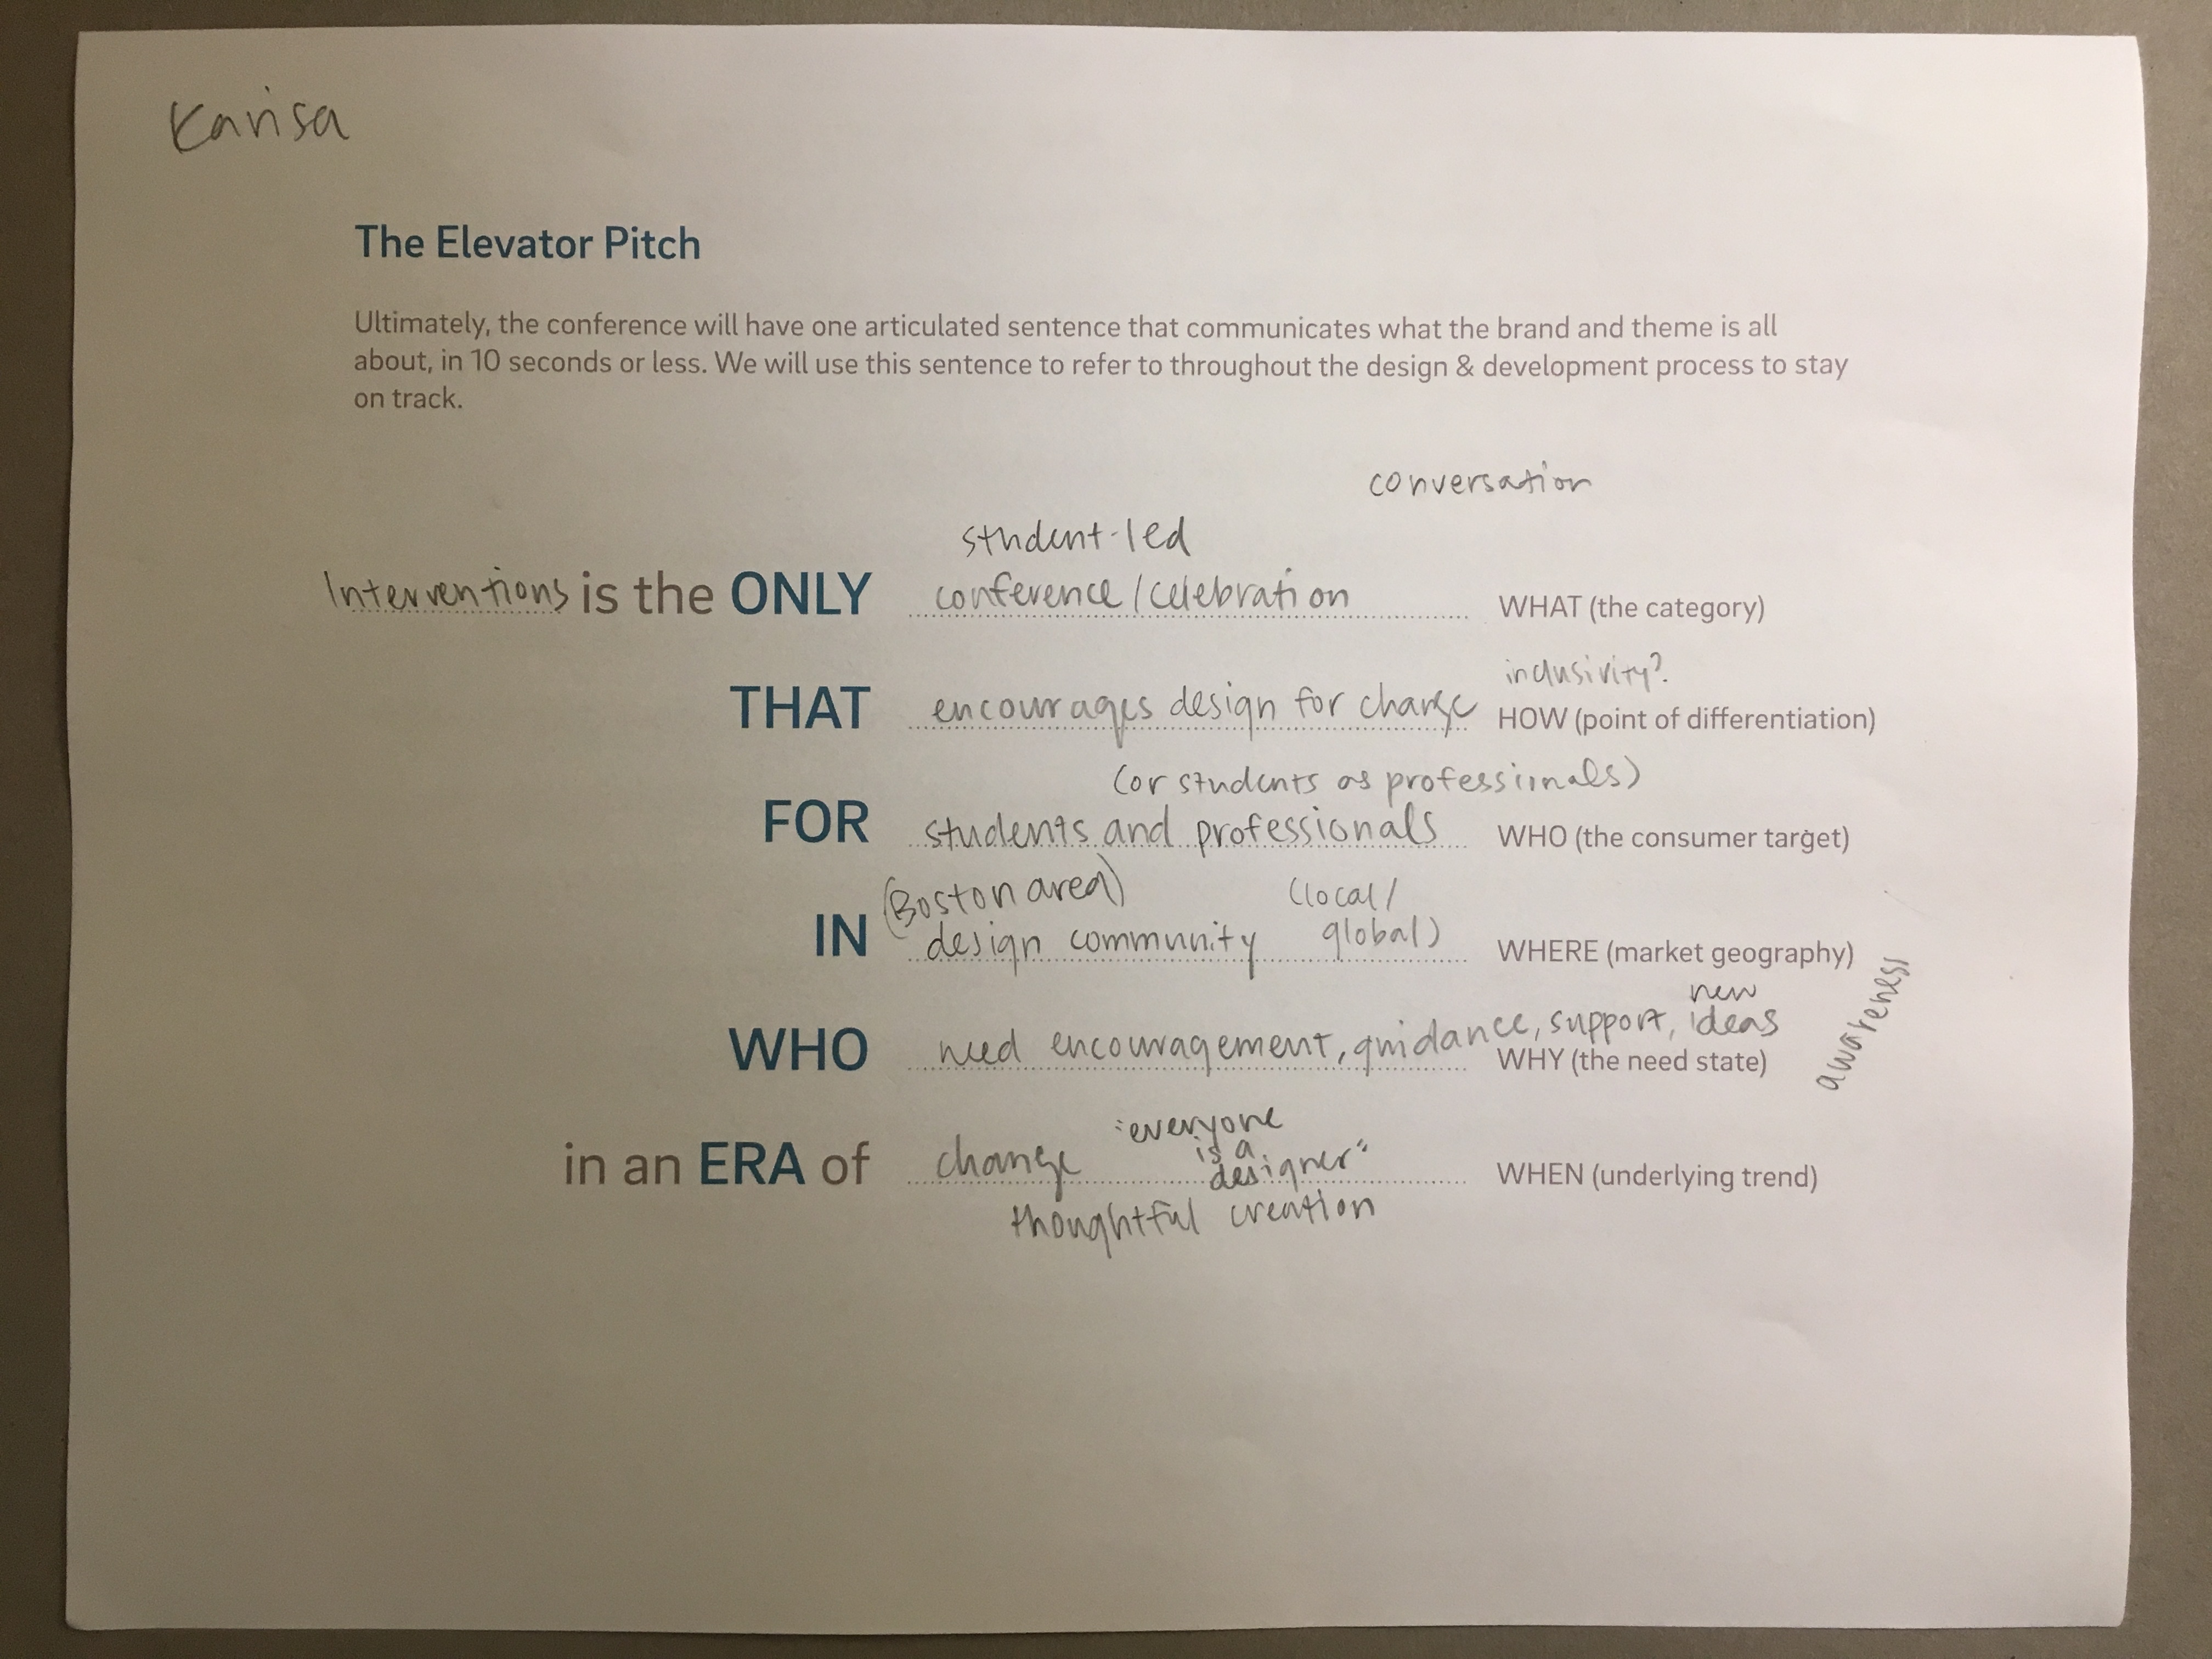 Karisa
The Elevator Pitch
Ultimately, the conference will have one articulated sentence that communicates what the brand and theme is all
about, in 10 seconds or less. We will use this sentence to refer to throughout the design & development process to stay
on track.
conversation
student-led
Interventions is the ONLY conference/celebration WHAT (the category)
inclusivity?
THAT encourages design for change HOW (point of differentiation)
(or students as professionals)
FOR students and professionals WHO (the consumer target)
(Boston area) (local/
IN design community global) WHERE (market geography)
new
WHO need encouragement, guidance, support, ideas
WHY (the need state)
awareness
"everyone
is a
in an ERA of change designer" WHEN (underlying trend)
thoughtful creation